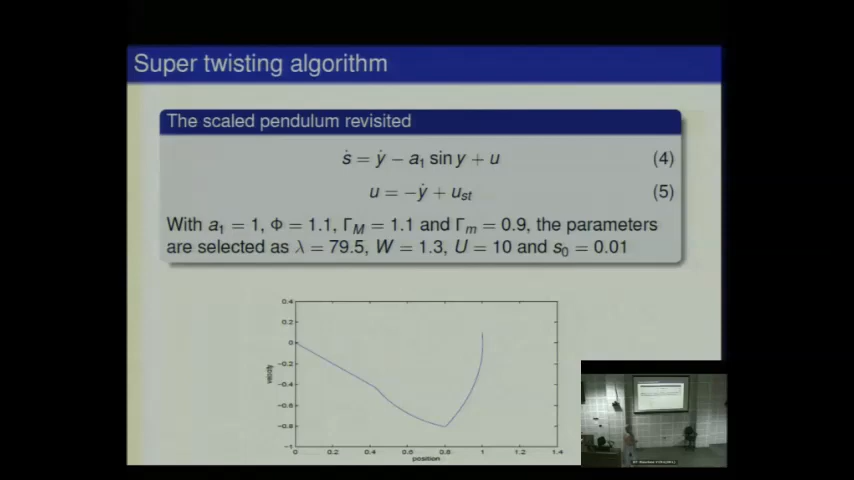 Super twisting algorithm
The scaled pendulum revisited
ṡ = ẏ − a₁ sin y + u (4)
u = −ẏ + uₛₜ (5)
With a₁ = 1, Φ = 1.1, Γ_M = 1.1 and Γ_m = 0.9, the parameters
are selected as λ = 79.5, W = 1.3, U = 10 and s₀ = 0.01
0.4
0.2
0
−0.2
−0.4
−0.6
−0.8
−1
velocity
0 0.2 0.4 0.6 0.8 1 1.2 1.4
position